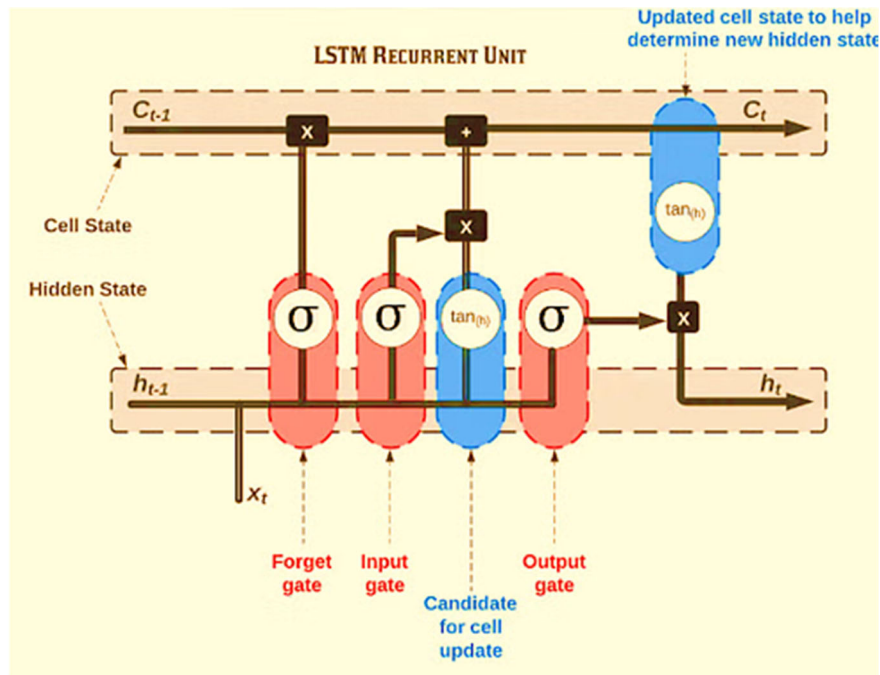 Updated cell state to help
determine new hidden state
LSTM RECURRENT UNIT
Ct-1
Ct
X
+
tan(h)
Cell State
X
Hidden State
σ
σ
tan(h)
σ
X
ht-1
ht
xt
Forget
gate
Input
gate
Output
gate
Candidate
for cell
update